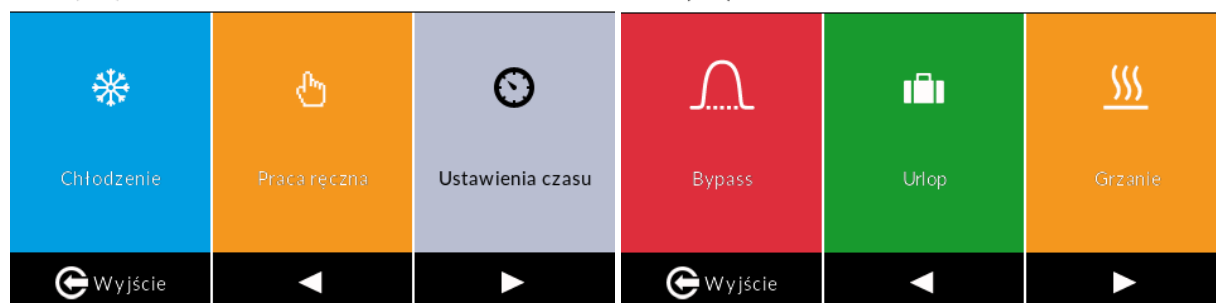 Chłodzenie
Praca ręczna
Ustawienia czasu
Wyjście
Bypass
Urlop
Grzanie
Wyjście